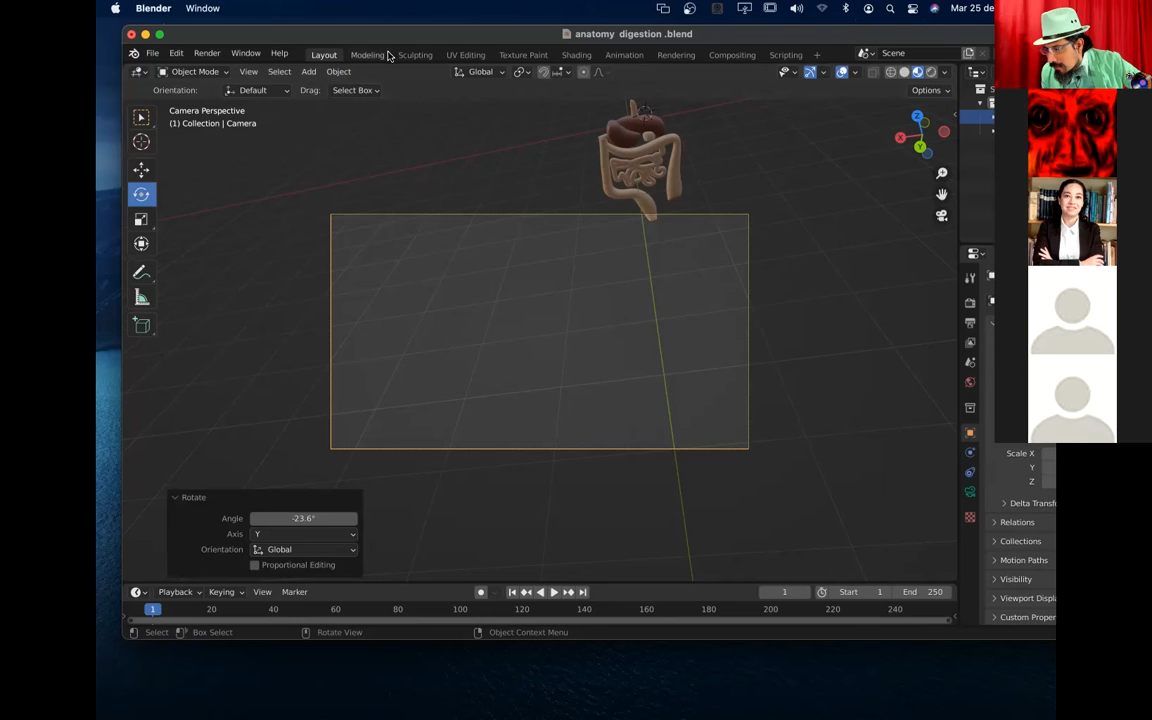 Blender Window
Mar 25 de
anatomy digestion .blend
File Edit Render Window Help
Layout Modeling Sculpting UV Editing Texture Paint Shading Animation Rendering Compositing Scripting +
Scene
Object Mode View Select Add Object
Global
Orientation: Default Drag: Select Box
Options
Camera Perspective
(1) Collection | Camera
Z
X
Y
Rotate
Angle -23.6°
Axis Y
Orientation Global
Proportional Editing
Scale X
Y
Z
Delta Transfo
Relations
Collections
Motion Paths
Visibility
Viewport Displa
Custom Proper
Playback Keying View Marker
1 Start 1 End 250
1 20 40 60 80 100 120 140 160 180 200 220 240
Select Box Select Rotate View Object Context Menu